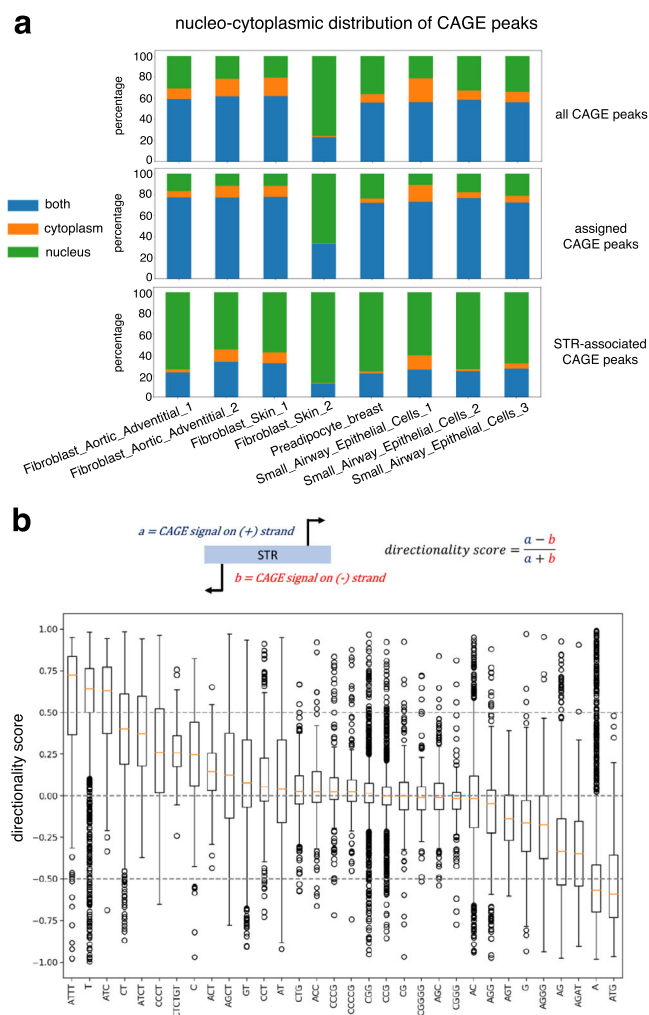 a
nucleo-cytoplasmic distribution of CAGE peaks
percentage
100
80
60
40
20
0
all CAGE peaks
both
cytoplasm
nucleus
percentage
100
80
60
40
20
0
assigned
CAGE peaks
percentage
100
80
60
40
20
0
STR-associated
CAGE peaks
Fibroblast_Aortic_Adventitial_1
Fibroblast_Aortic_Adventitial_2
Fibroblast_Skin_1
Fibroblast_Skin_2
Preadipocyte_breast
Small_Airway_Epithelial_Cells_1
Small_Airway_Epithelial_Cells_2
Small_Airway_Epithelial_Cells_3
b
a = CAGE signal on (+) strand
STR
b = CAGE signal on (-) strand
directionality score = a − b / a + b
directionality score
1.00
0.75
0.50
0.25
0.00
−0.25
−0.50
−0.75
−1.00
ATTT
T
ATC
CT
ATCT
CCCT
CTCTGT
C
ACT
AGCT
GT
CCT
AT
CTG
ACC
CCCG
CCCCG
CGG
CCG
CG
CGGGG
AGC
CGGG
AC
AGG
AGT
G
AGGG
AG
AGAT
A
ATG